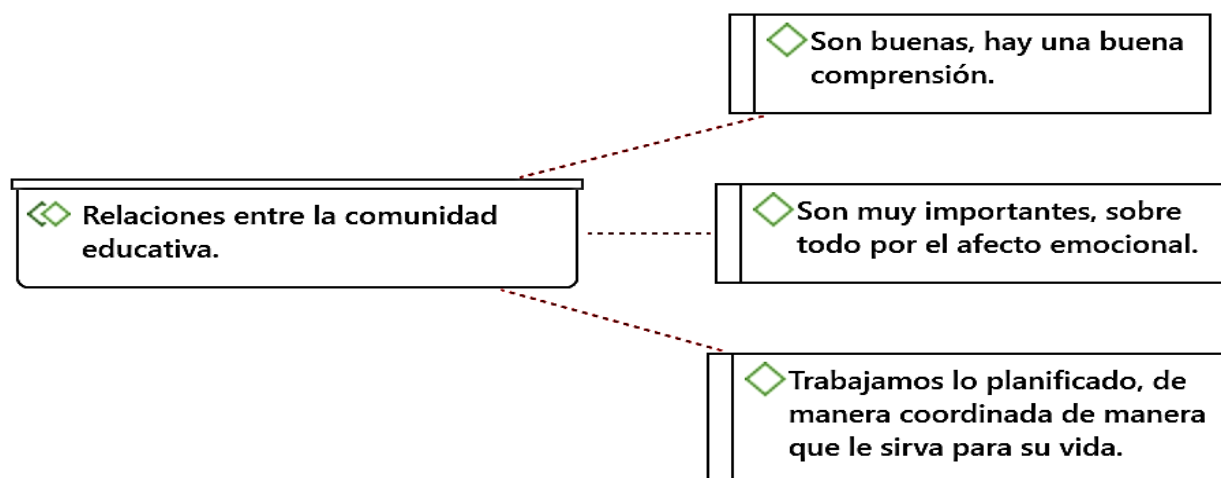 Son buenas, hay una buena
comprensión.
Relaciones entre la comunidad
educativa.
Son muy importantes, sobre
todo por el afecto emocional.
Trabajamos lo planificado, de
manera coordinada de manera
que le sirva para su vida.